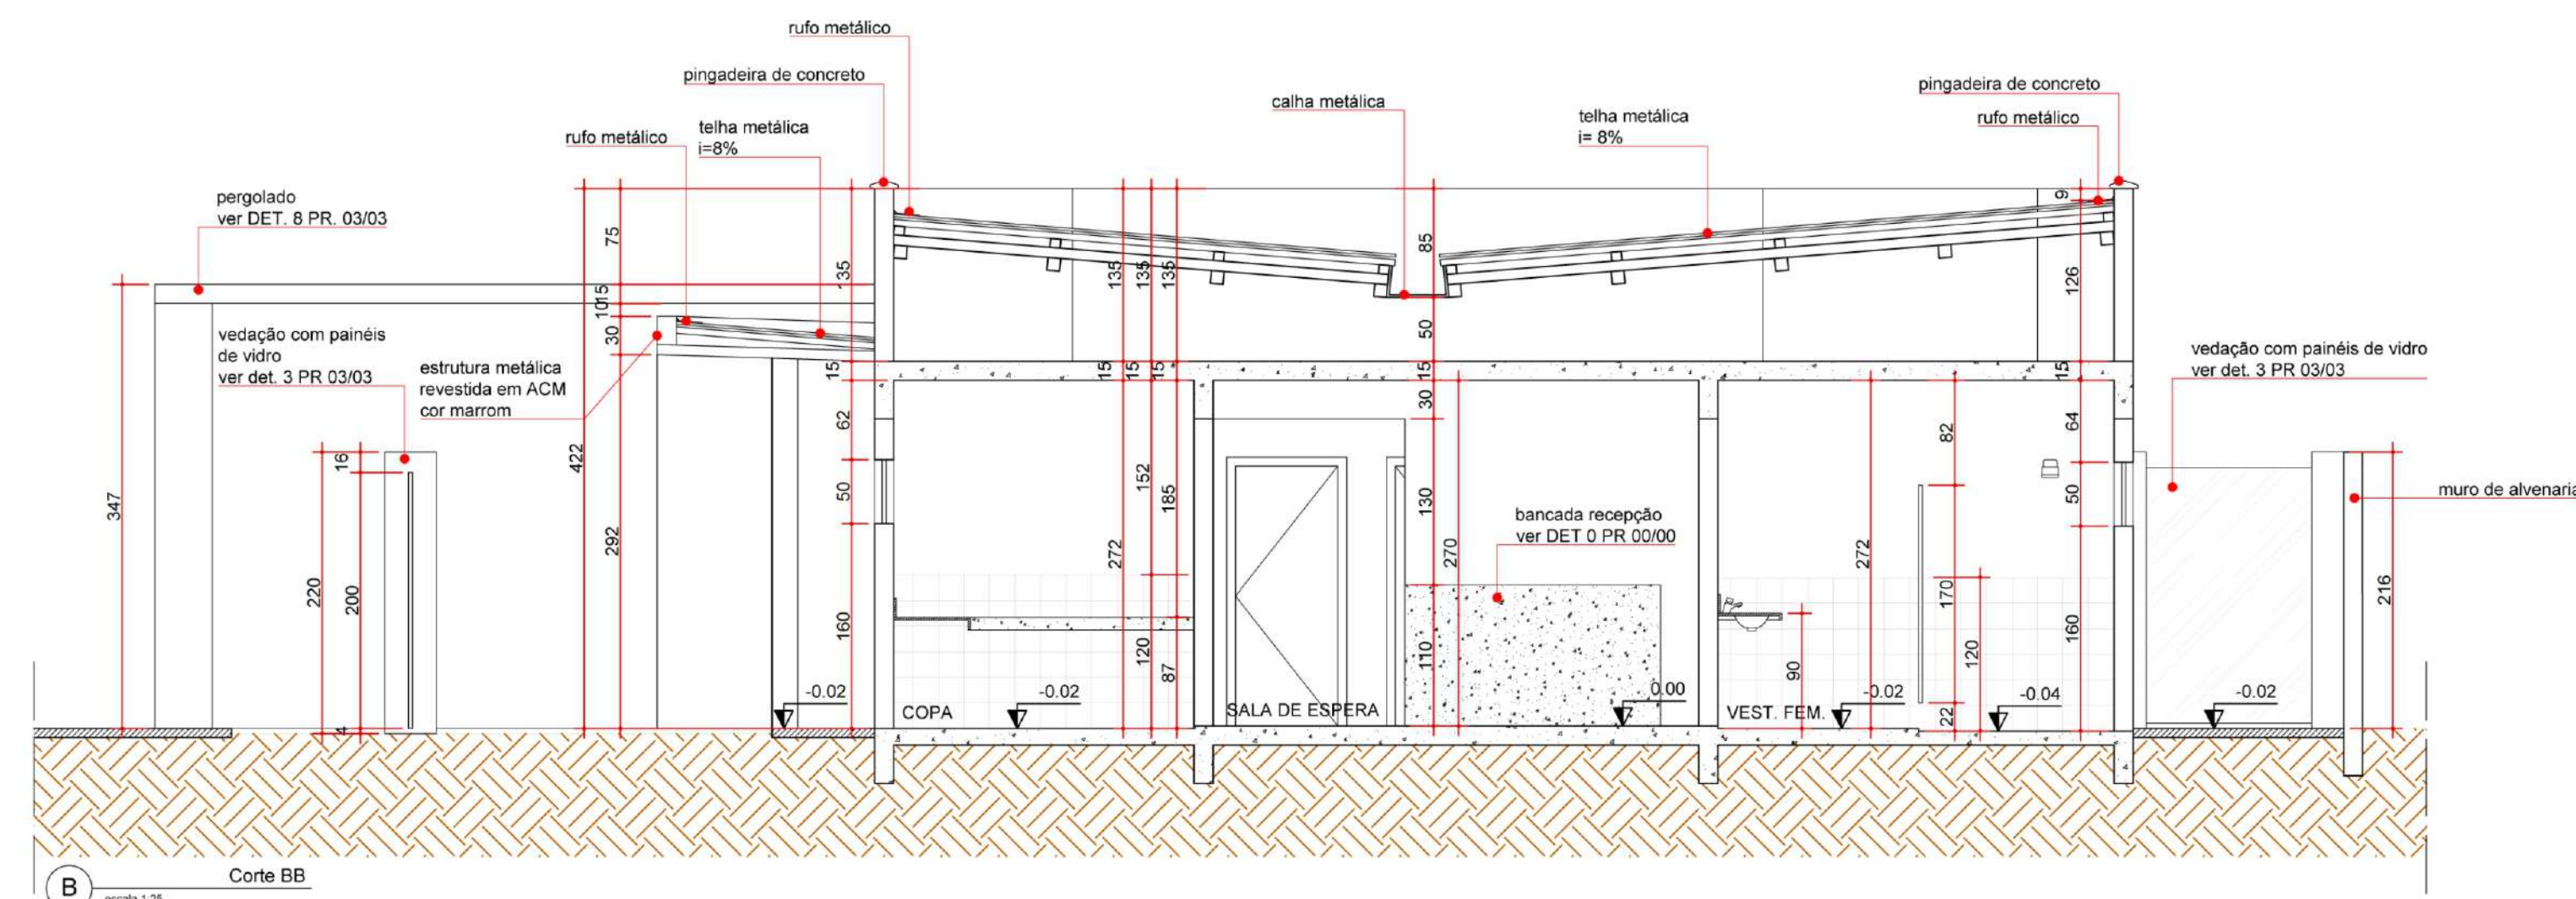 rufo metálico
pingadeira de concreto
calha metálica
telha metálica
i= 8%
pingadeira de concreto
rufo metálico
rufo metálico
telha metálica
i=8%
pergolado
ver DET. 8 PR. 03/03
vedação com painéis
de vidro
ver det. 3 PR 03/03
estrutura metálica
revestida em ACM
cor marrom
vedação com painéis de vidro
ver det. 3 PR 03/03
muro de alvenaria
bancada recepção
ver DET 0 PR 00/00
347
220
16
200
4
422
75
15
10
30
292
135
15
62
50
160
135
15
272
135
15
152
120
135
15
185
87
85
50
15
30
130
110
270
272
90
82
170
22
120
9
126
15
64
50
160
216
-0.02
COPA
-0.02
SALA DE ESPERA
0.00
VEST. FEM.
-0.02
-0.04
-0.02
B
Corte BB
escala 1:25